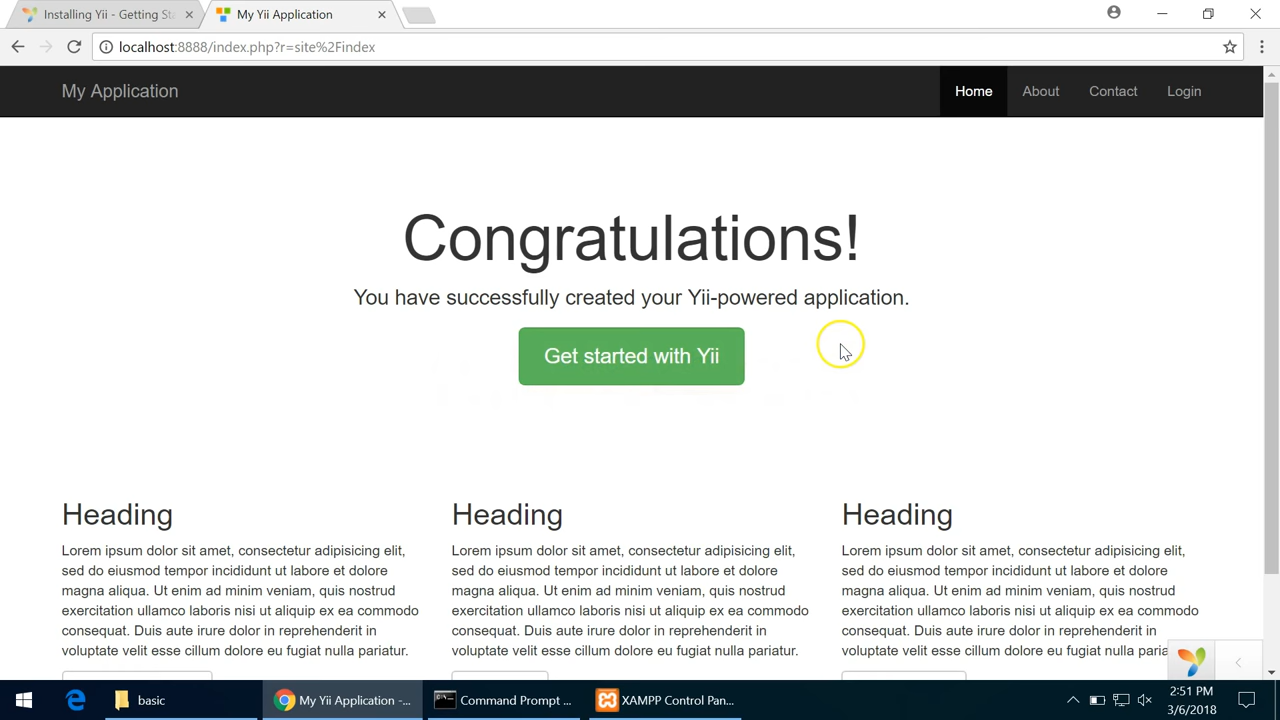 Installing Yii - Getting St
My Yii Application
localhost:8888/index.php?r=site%2Findex
My Application
Home
About
Contact
Login
Congratulations!
You have successfully created your Yii-powered application.
Get started with Yii
Heading
Lorem ipsum dolor sit amet, consectetur adipisicing elit,
sed do eiusmod tempor incididunt ut labore et dolore
magna aliqua. Ut enim ad minim veniam, quis nostrud
exercitation ullamco laboris nisi ut aliquip ex ea commodo
consequat. Duis aute irure dolor in reprehenderit in
voluptate velit esse cillum dolore eu fugiat nulla pariatur.
Heading
Lorem ipsum dolor sit amet, consectetur adipisicing elit,
sed do eiusmod tempor incididunt ut labore et dolore
magna aliqua. Ut enim ad minim veniam, quis nostrud
exercitation ullamco laboris nisi ut aliquip ex ea commodo
consequat. Duis aute irure dolor in reprehenderit in
voluptate velit esse cillum dolore eu fugiat nulla pariatur.
Heading
Lorem ipsum dolor sit amet, consectetur adipisicing elit,
sed do eiusmod tempor incididunt ut labore et dolore
magna aliqua. Ut enim ad minim veniam, quis nostrud
exercitation ullamco laboris nisi ut aliquip ex ea commodo
consequat. Duis aute irure dolor in reprehenderit in
voluptate velit esse cillum dolore eu fugiat nulla paria
basic
My Yii Application -...
Command Prompt ...
XAMPP Control Pan...
2:51 PM
3/6/2018